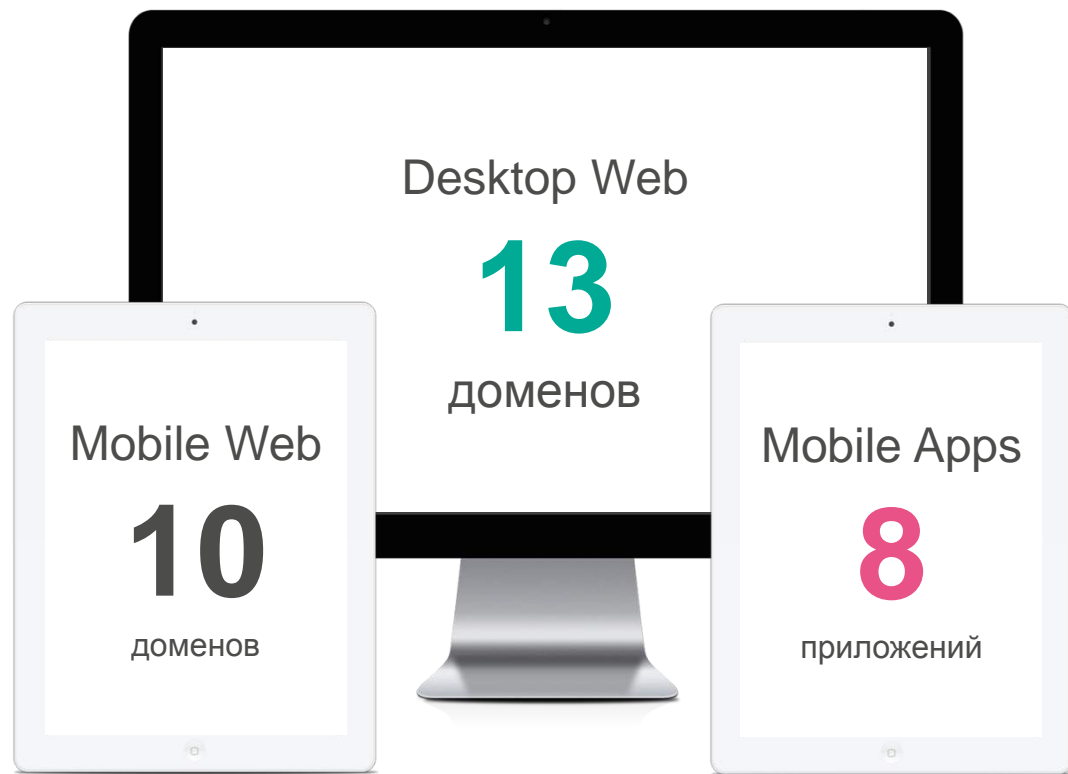 Desktop Web
13
доменов
Mobile Web
10
доменов
Mobile Apps
8
приложений